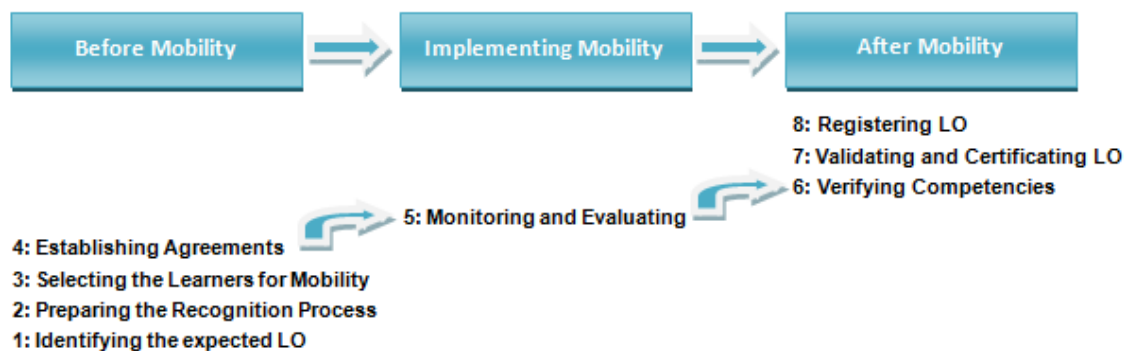 Before Mobility
Implementing Mobility
After Mobility
8: Registering LO
7: Validating and Certificating LO
6: Verifying Competencies
5: Monitoring and Evaluating
4: Establishing Agreements
3: Selecting the Learners for Mobility
2: Preparing the Recognition Process
1: Identifying the expected LO